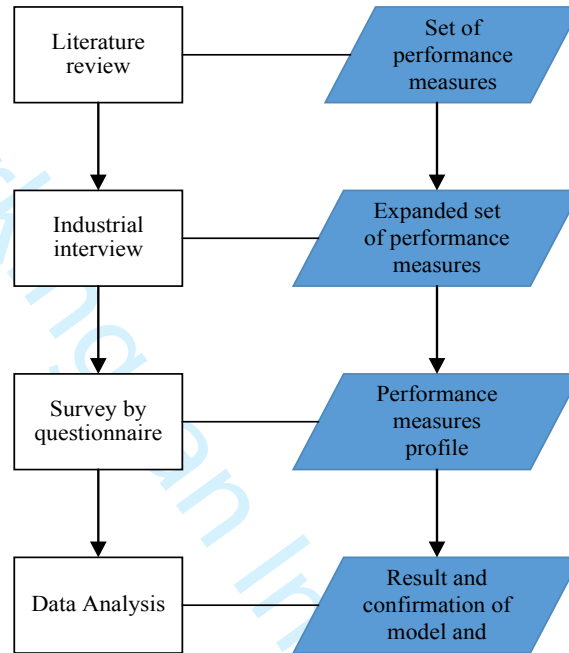 Literature
review
Set of
performance
measures
Industrial
interview
Expanded set
of performance
measures
Survey by
questionnaire
Performance
measures
profile
Data Analysis
Result and
confirmation of
model and